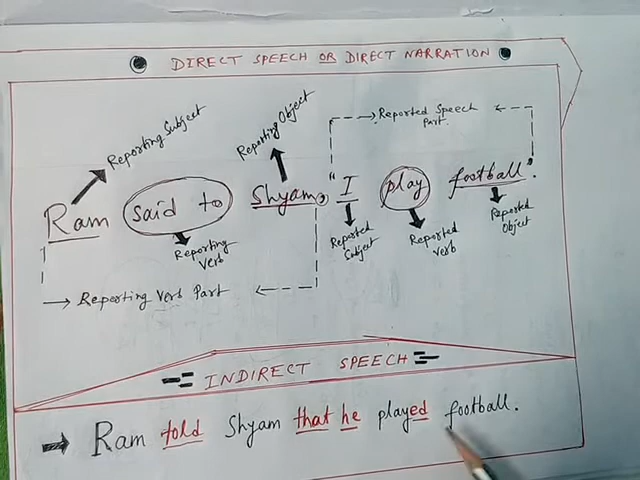 DIRECT SPEECH OR DIRECT NARRATION
Reporting Subject
Reporting Object
Reported Speech
Part.
Ram said to Shyam, "I play football".
Reporting
Verb
Reported
Subject
Reported
Verb
Reported
Object
Reporting Verb Part
INDIRECT SPEECH
Ram told Shyam that he played football.